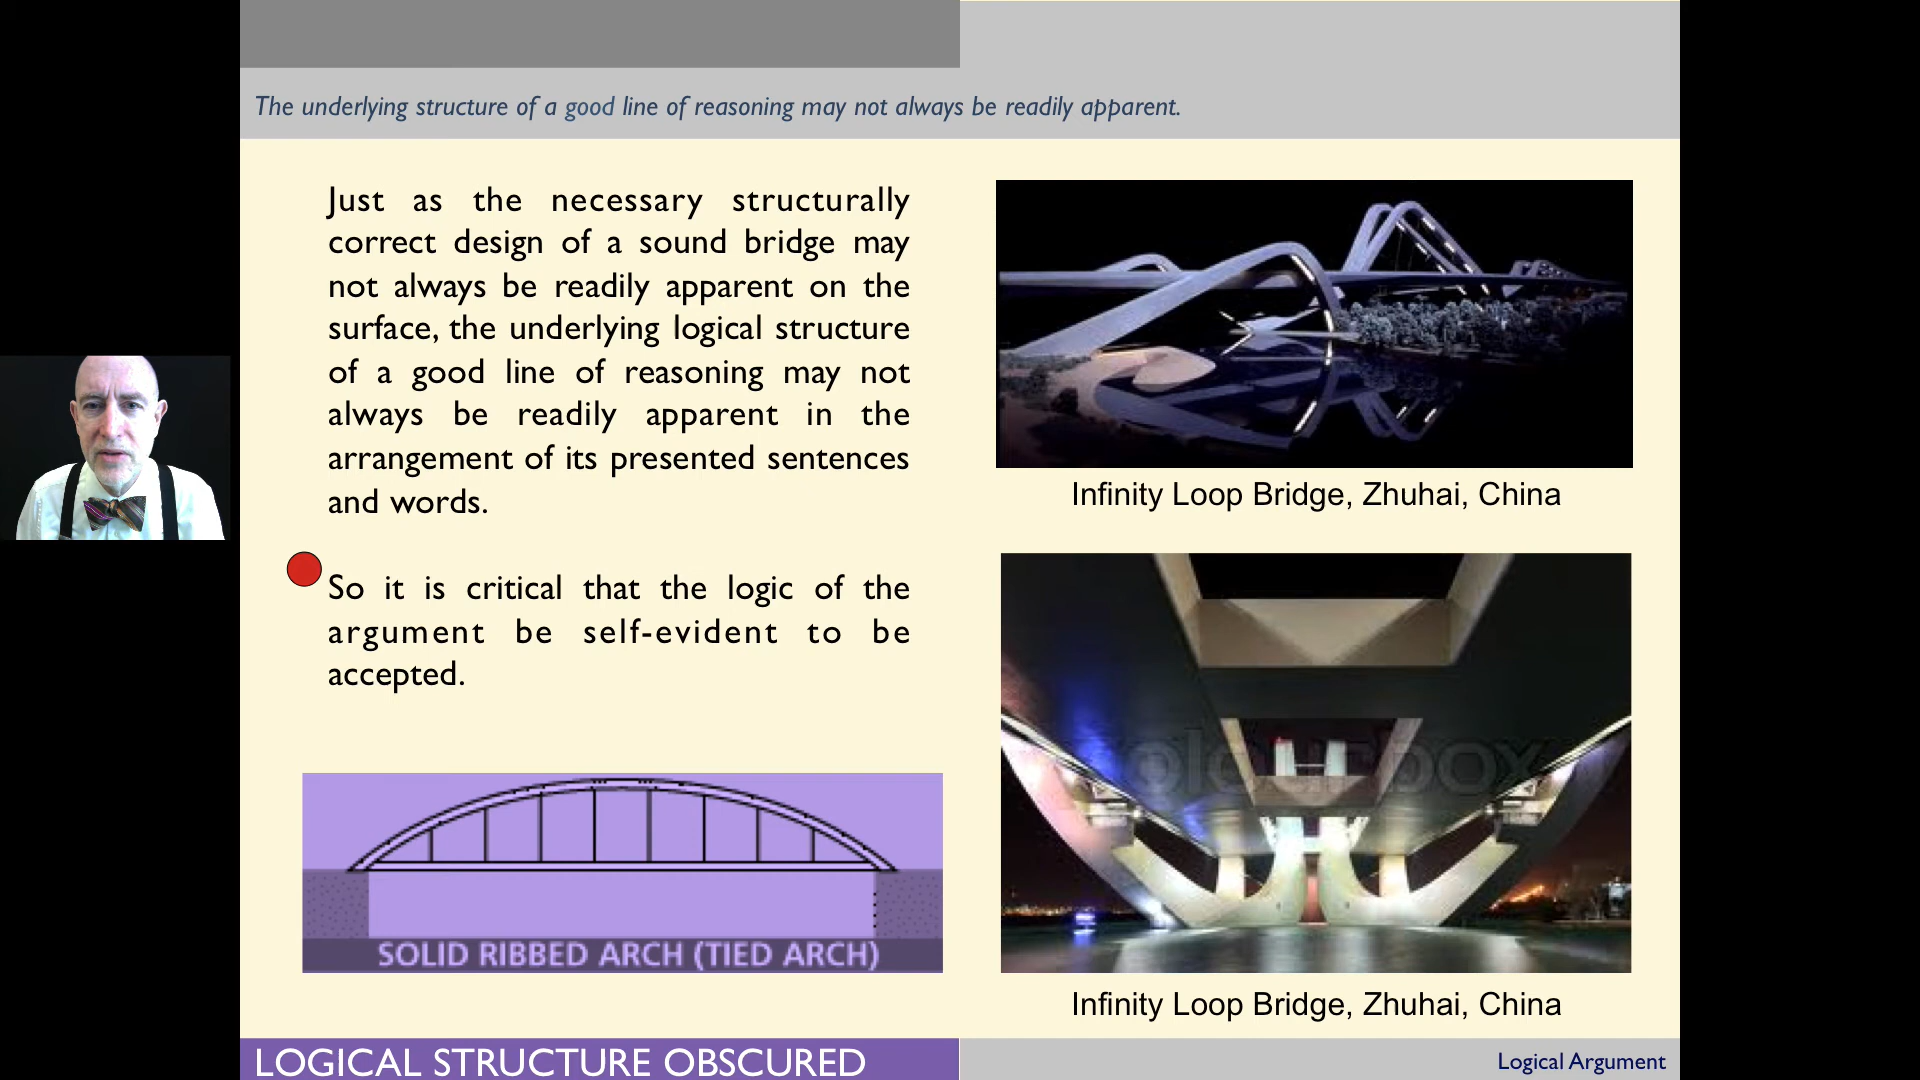 The underlying structure of a good line of reasoning may not always be readily apparent.
Just as the necessary structurally
correct design of a sound bridge may
not always be readily apparent on the
surface, the underlying logical structure
of a good line of reasoning may not
always be readily apparent in the
arrangement of its presented sentences
and words.
So it is critical that the logic of the
argument be self-evident to be
accepted.
SOLID RIBBED ARCH (TIED ARCH)
Infinity Loop Bridge, Zhuhai, China
colourbox
Infinity Loop Bridge, Zhuhai, China
LOGICAL STRUCTURE OBSCURED
Logical Argument